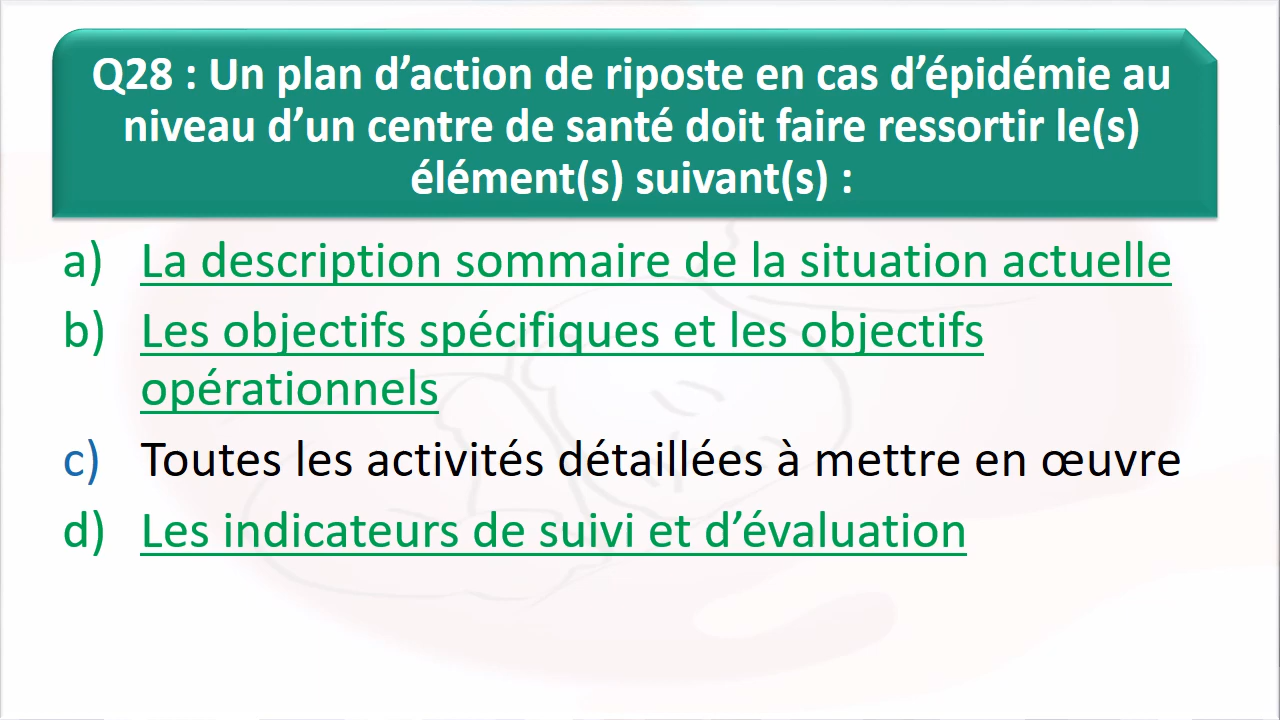 Q28 : Un plan d’action de riposte en cas d’épidémie au
niveau d’un centre de santé doit faire ressortir le(s)
élément(s) suivant(s) :
a) La description sommaire de la situation actuelle
b) Les objectifs spécifiques et les objectifs
opérationnels
c) Toutes les activités détaillées à mettre en œuvre
d) Les indicateurs de suivi et d’évaluation